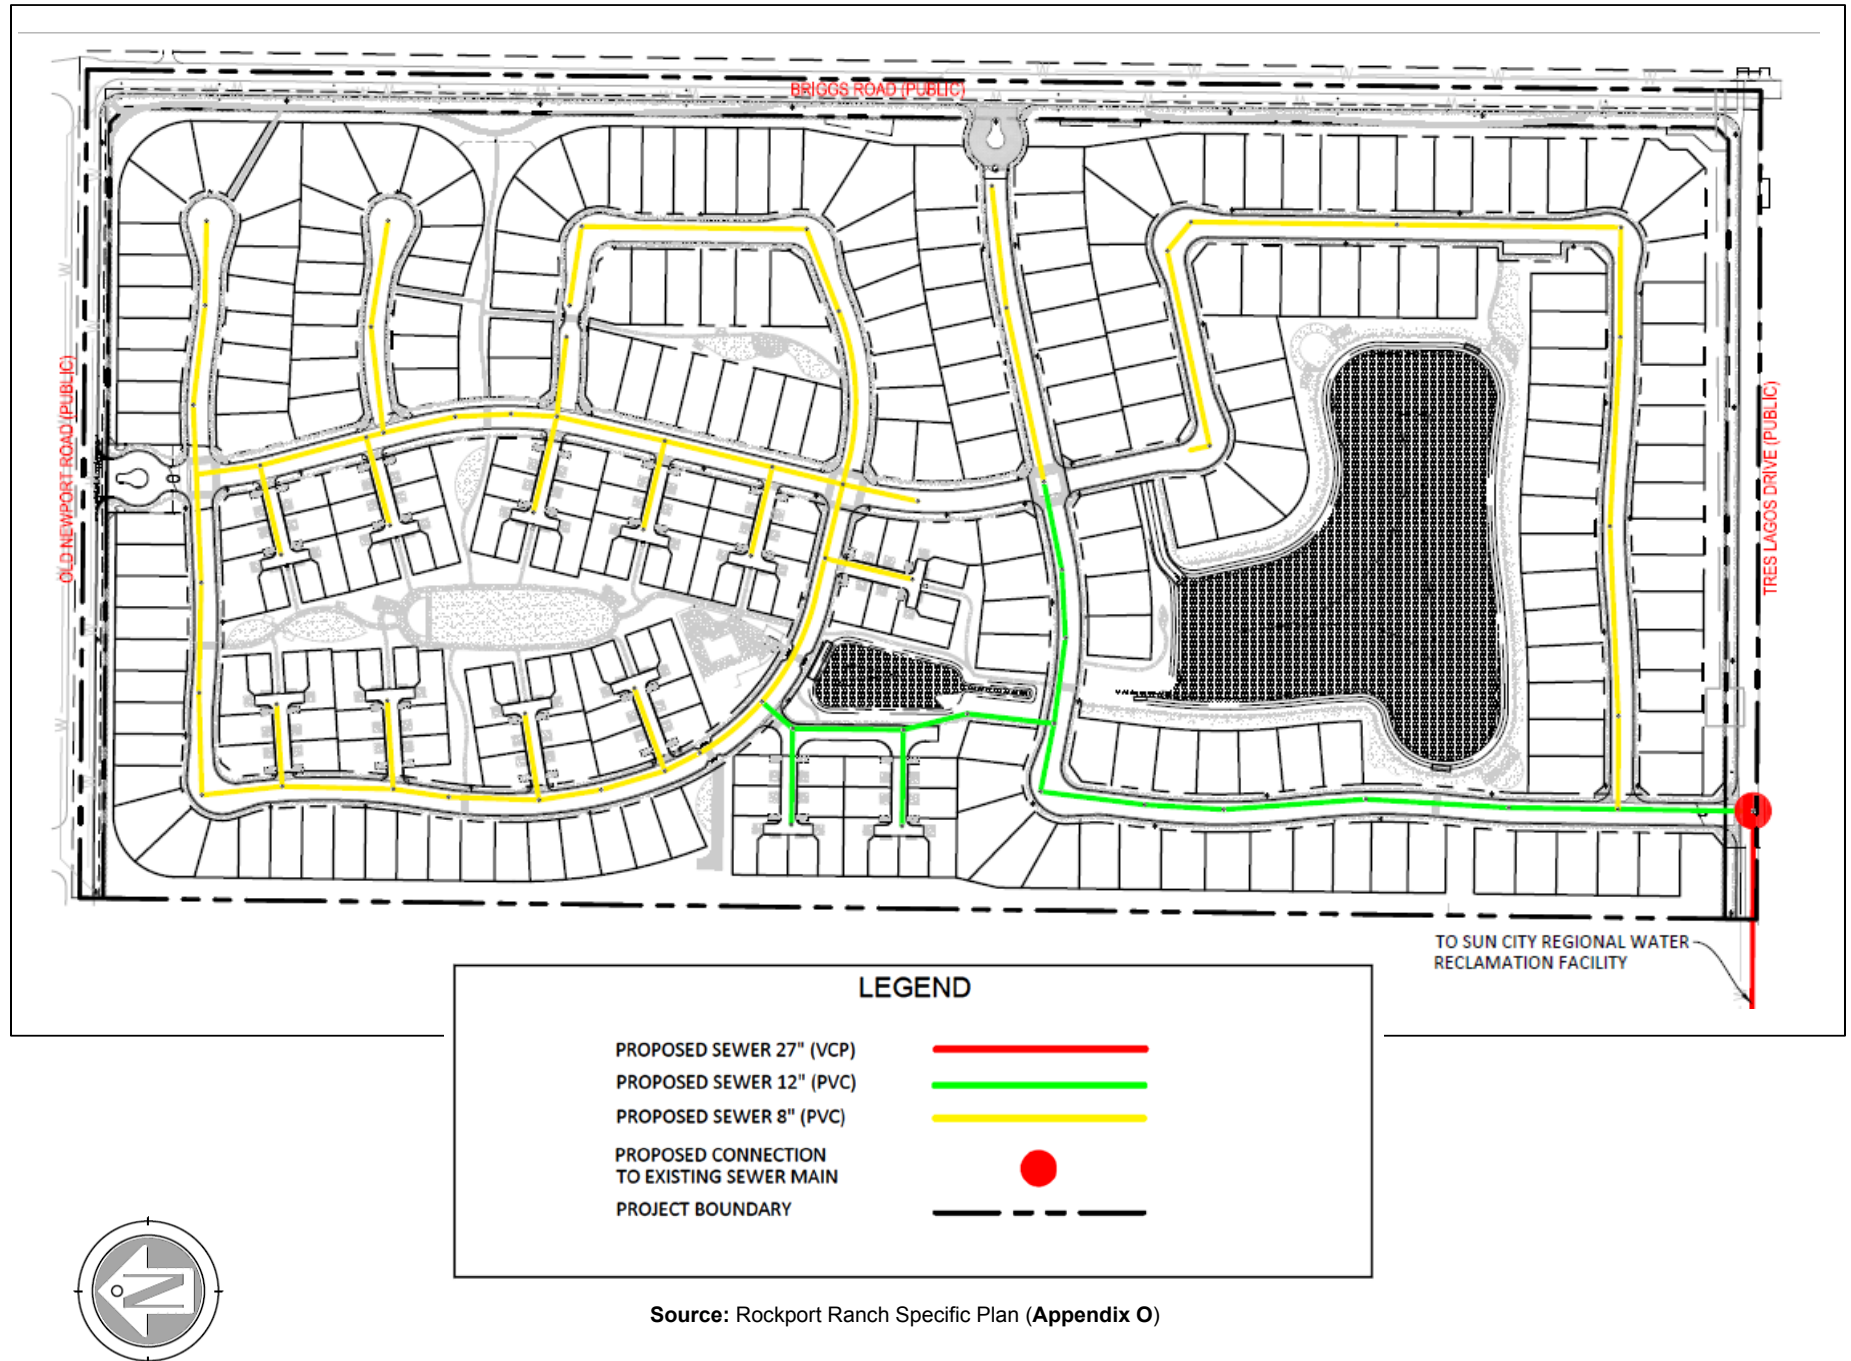 BRIGGS ROAD (PUBLIC)
OLD NEWPORT ROAD (PUBLIC)
TRES LAGOS DRIVE (PUBLIC)
TO SUN CITY REGIONAL WATER
RECLAMATION FACILITY
LEGEND
PROPOSED SEWER 27" (VCP)
PROPOSED SEWER 12" (PVC)
PROPOSED SEWER 8" (PVC)
PROPOSED CONNECTION
TO EXISTING SEWER MAIN
PROJECT BOUNDARY
N
Source: Rockport Ranch Specific Plan (Appendix O)